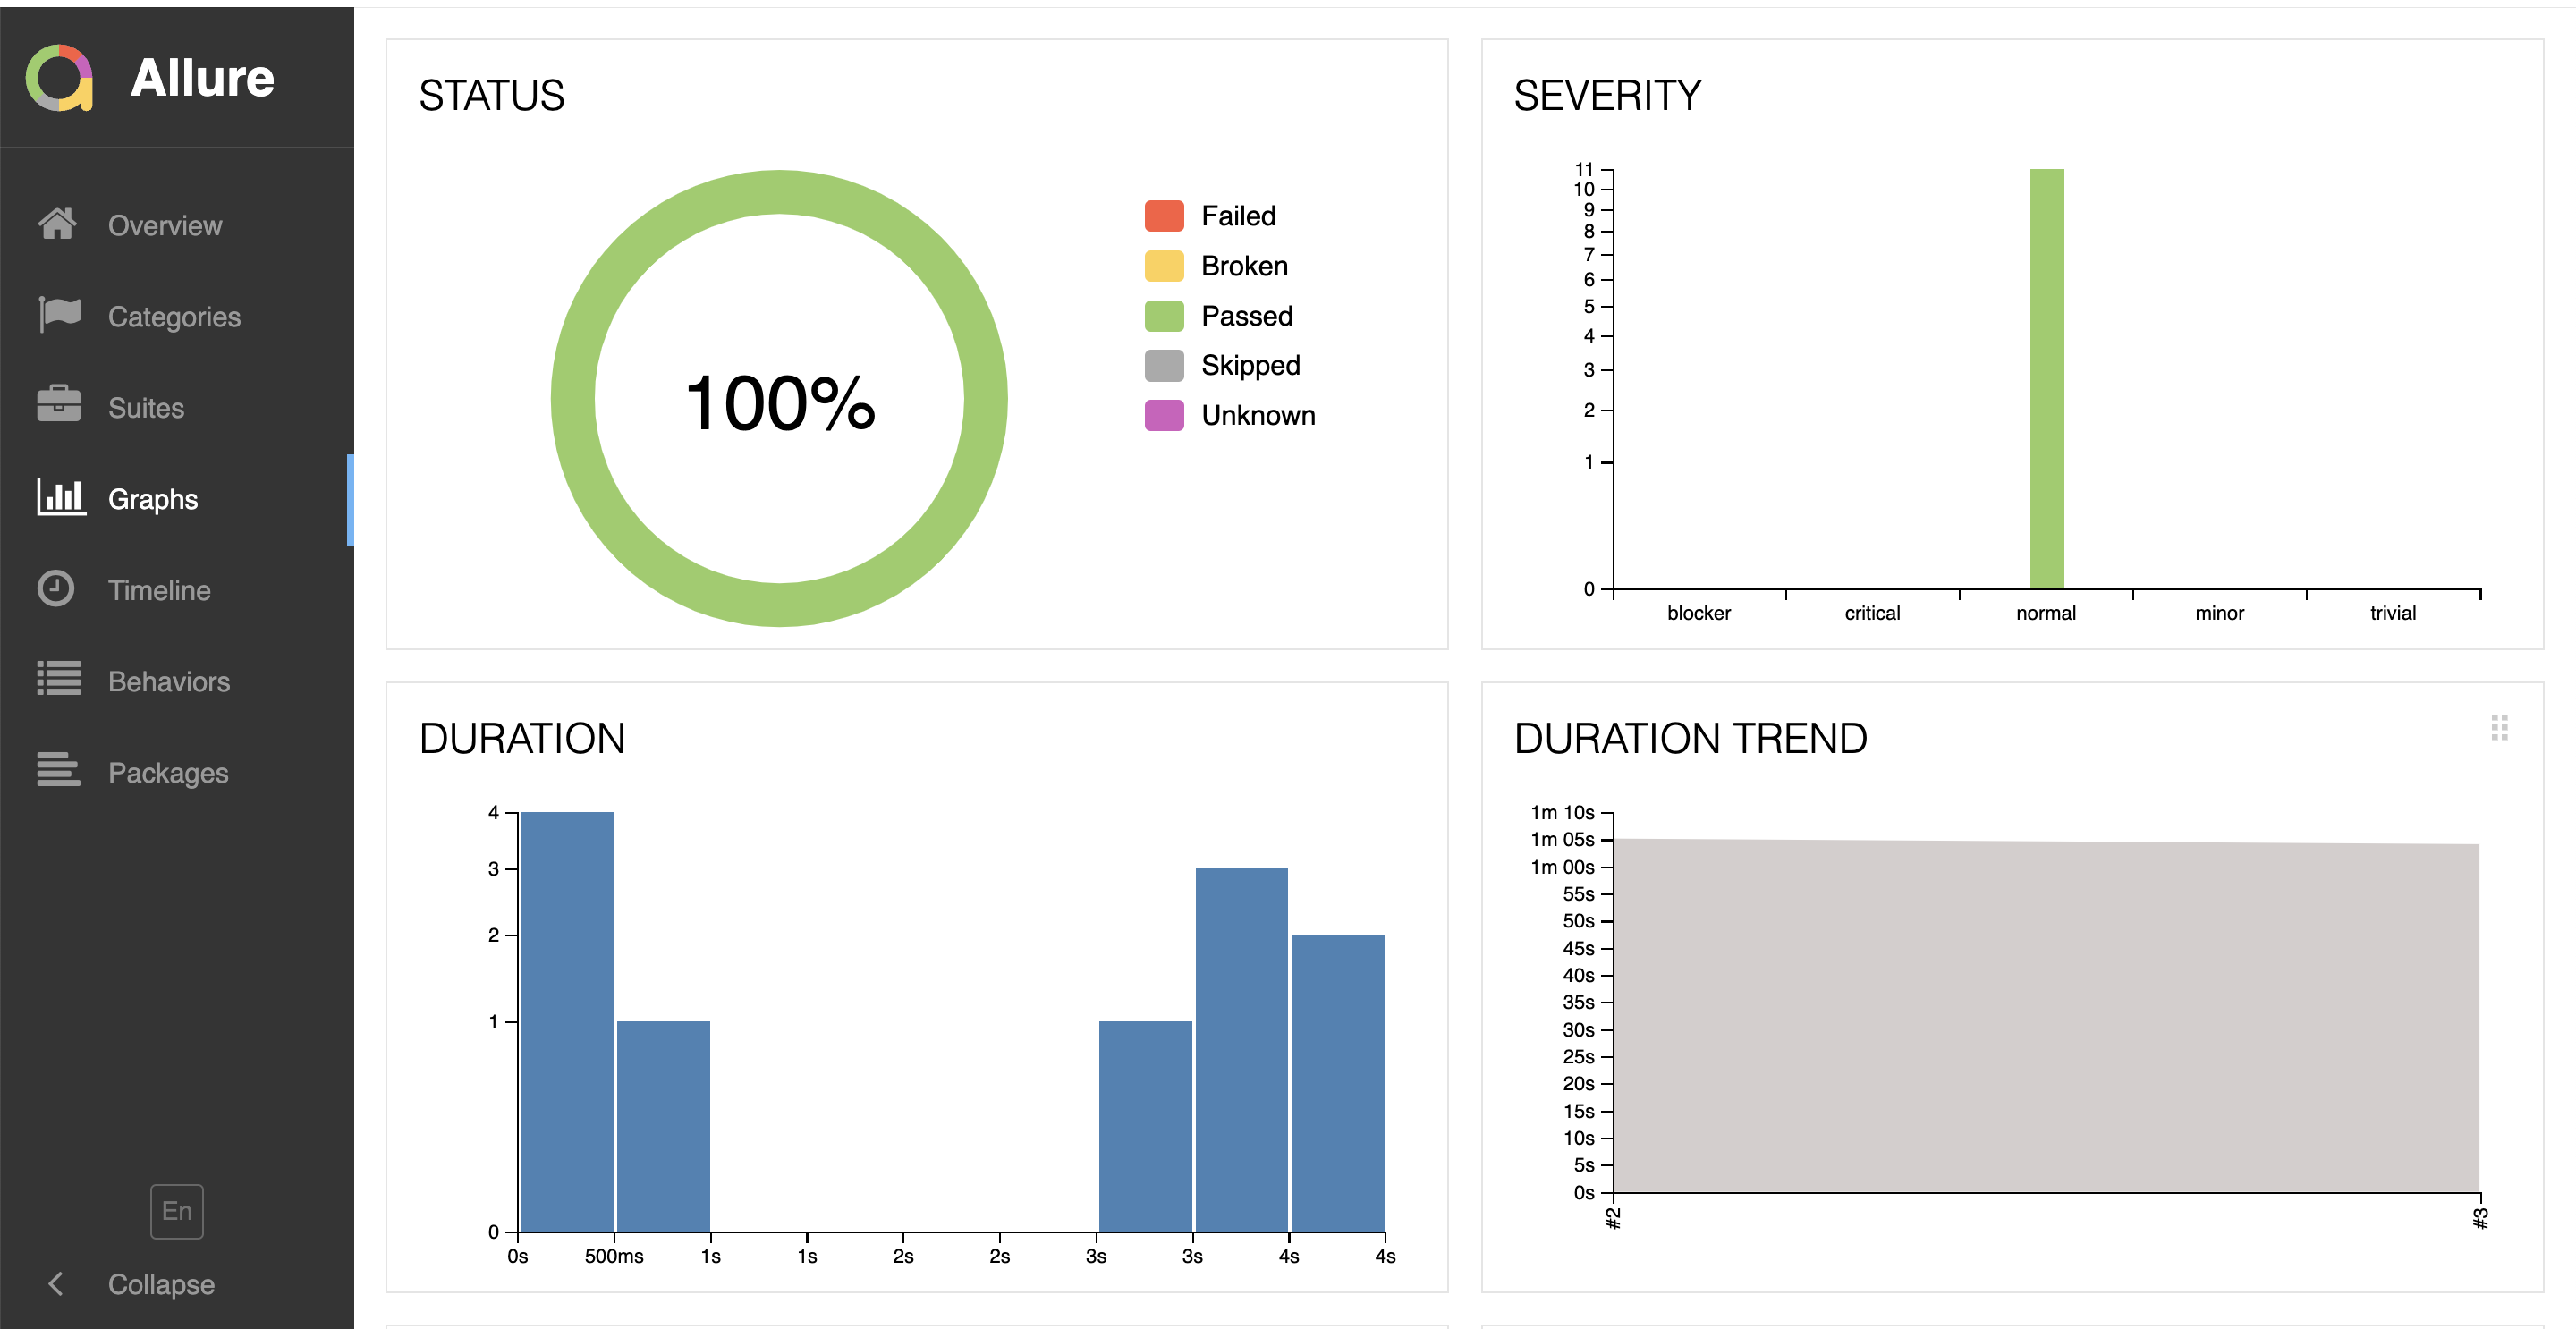 Allure
Overview
Categories
Suites
Graphs
Timeline
Behaviors
Packages
En
Collapse
STATUS
100%
Failed
Broken
Passed
Skipped
Unknown
SEVERITY
11
10
9
8
7
6
5
4
3
2
1
0
blocker critical normal minor trivial
DURATION
4
3
2
1
0
0s 500ms 1s 1s 2s 2s 3s 3s 4s 4s
DURATION TREND
1m 10s
1m 05s
1m 00s
55s
50s
45s
40s
35s
30s
25s
20s
15s
10s
5s
0s
#2 #3